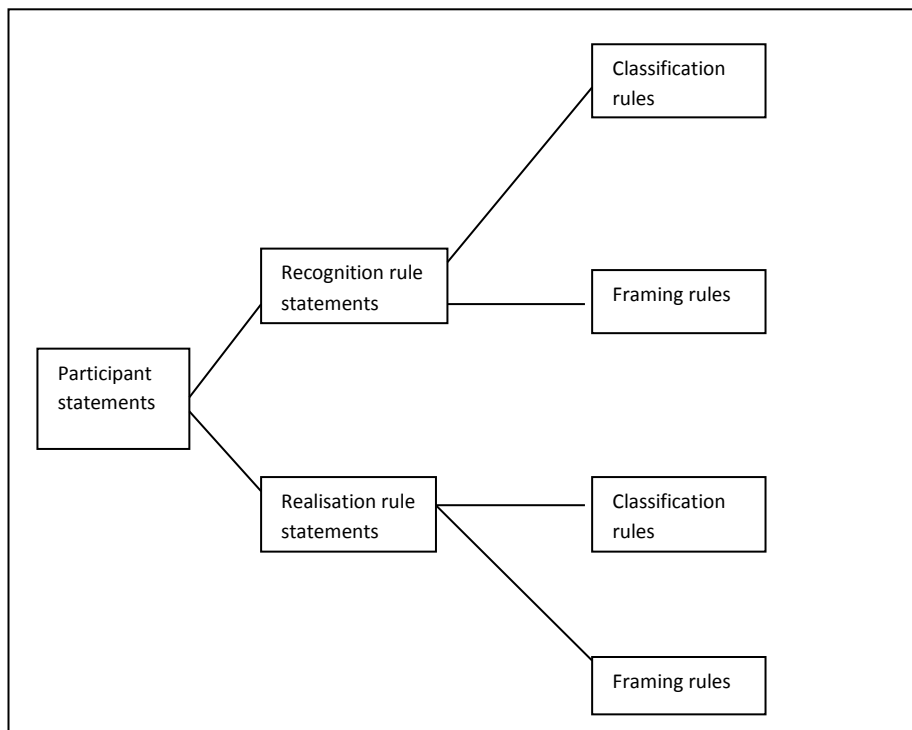 Classification
rules
Recognition rule
statements
Framing rules
Participant
statements
Realisation rule
statements
Classification
rules
Framing rules